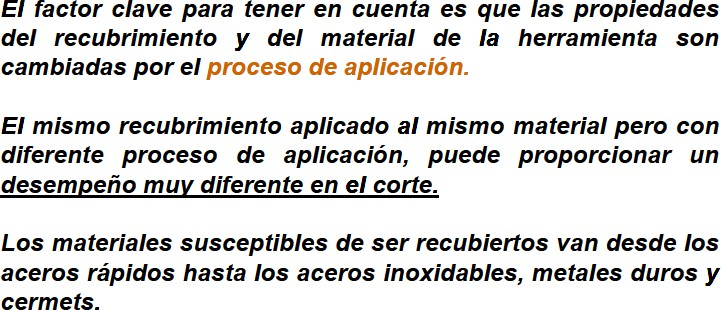 El factor clave para tener en cuenta es que las propiedades
del recubrimiento y del material de la herramienta son
cambiadas por el proceso de aplicación.
El mismo recubrimiento aplicado al mismo material pero con
diferente proceso de aplicación, puede proporcionar un
desempeño muy diferente en el corte.
Los materiales susceptibles de ser recubiertos van desde los
aceros rápidos hasta los aceros inoxidables, metales duros y
cermets.